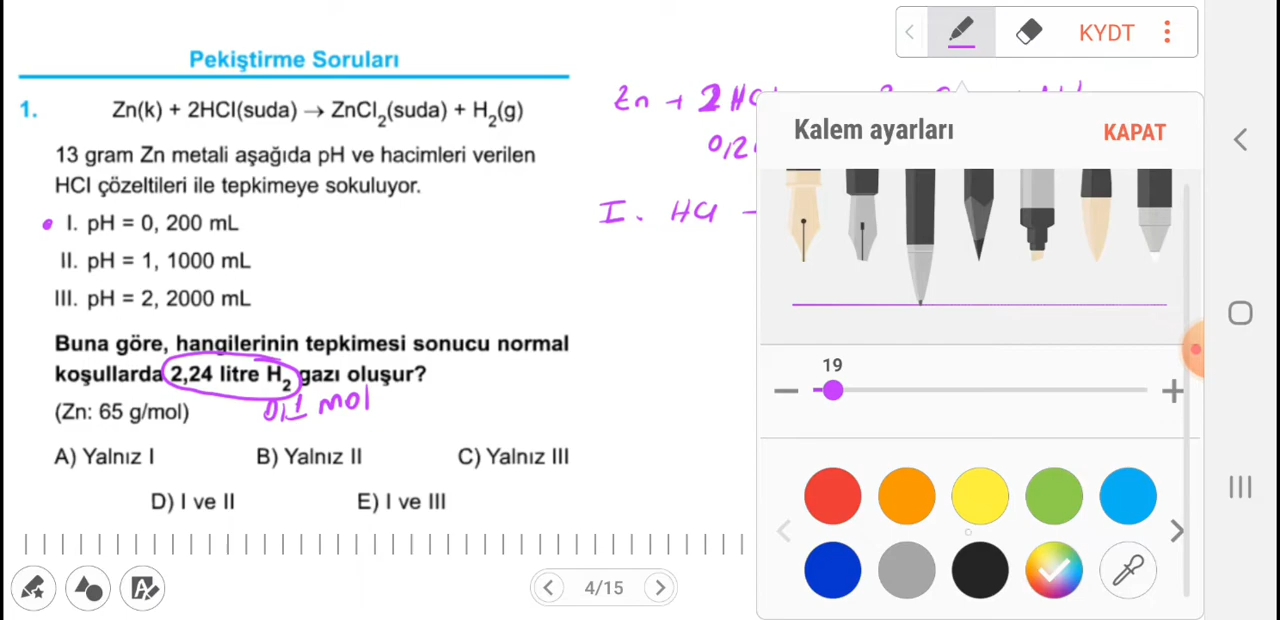 KYDT
Pekiştirme Soruları
1. Zn(k) + 2HCl(suda) → ZnCl2(suda) + H2(g)
13 gram Zn metali aşağıda pH ve hacimleri verilen
HCl çözeltileri ile tepkimeye sokuluyor.
I. pH = 0, 200 mL
II. pH = 1, 1000 mL
III. pH = 2, 2000 mL
Buna göre, hangilerinin tepkimesi sonucu normal
koşullarda 2,24 litre H2 gazı oluşur?
0,1 mol
(Zn: 65 g/mol)
A) Yalnız I B) Yalnız II C) Yalnız III
D) I ve II E) I ve III
4/15
Zn + 2HCl
0,2
I. HCl
Kalem ayarları KAPAT
19